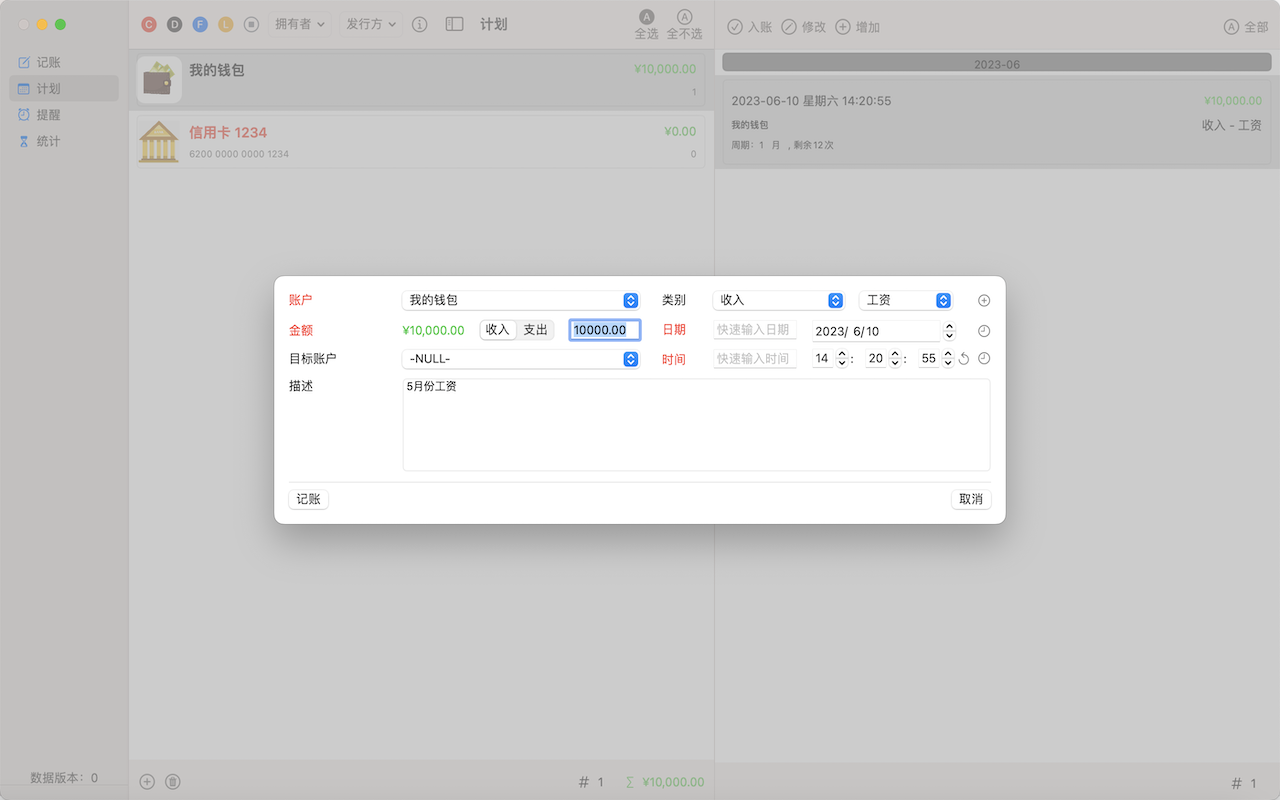 C D F L 拥有者 发行方 计划
A 全选 A 全不选
入账 修改 增加 A 全部
记账
计划
提醒
统计
数据版本：0
我的钱包 ¥10,000.00
1
信用卡 1234 ¥0.00
6200 0000 0000 1234 0
2023-06
2023-06-10 星期六 14:20:55 ¥10,000.00
我的钱包 收入 - 工资
周期：1 月 , 剩余12次
账户 我的钱包 类别 收入 工资
金额 ¥10,000.00 收入 支出 10000.00 日期 快速输入日期 2023/ 6/10
目标账户 -NULL- 时间 快速输入时间 14 : 20 : 55
描述 5月份工资
记账 取消
# 1 Σ ¥10,000.00
# 1